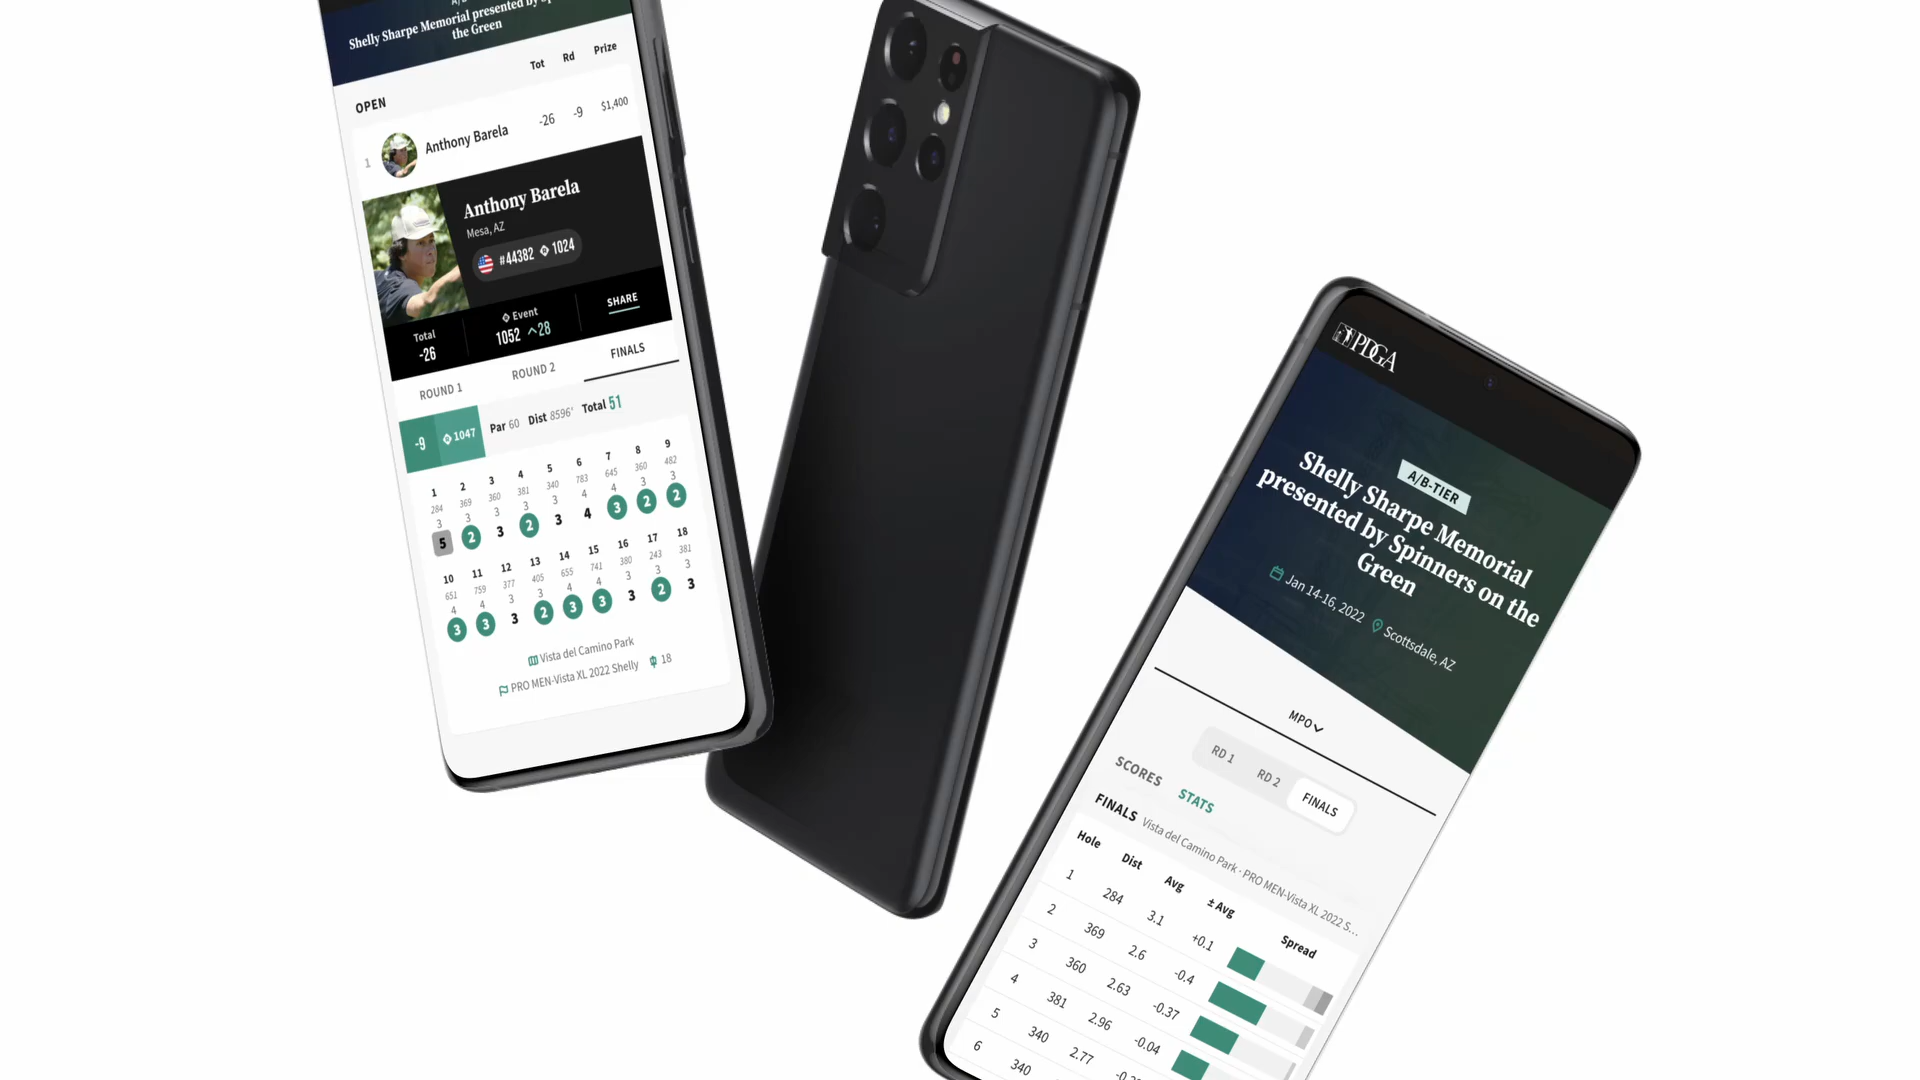 Shelly Sharpe Memorial presented by
the Green
Tot Rd Prize
OPEN
1 Anthony Barela -26 -9 $1,400
Anthony Barela
Mesa, AZ
#44382 1024
Total
-26
Event
1052 28
SHARE
ROUND 1 ROUND 2 FINALS
-9 1047 Par 60 Dist 8596' Total 51
1 2 3 4 5 6 7 8 9
284 369 360 381 340 783 645 360 482
3 3 3 3 3 4 4 3 3
5 2 3 2 3 4 3 2 2
10 11 12 13 14 15 16 17 18
651 759 377 405 655 741 380 243 381
4 4 3 3 4 4 3 3 3
3 3 3 2 3 3 3 2 3
Vista del Camino Park
PRO MEN-Vista XL 2022 Shelly 18
PDGA
A/B-TIER
Shelly Sharpe Memorial
presented by Spinners on the
Green
Jan 14-16, 2022 Scottsdale, AZ
MPO
RD 1 RD 2 FINALS
SCORES STATS
FINALS Vista del Camino Park · PRO MEN-Vista XL 2022 S...
Hole Dist Avg ± Avg Spread
1 284 3.1 +0.1
2 369 2.6 -0.4
3 360 2.63 -0.37
4 381 2.96 -0.04
5 340 2.77
6 340